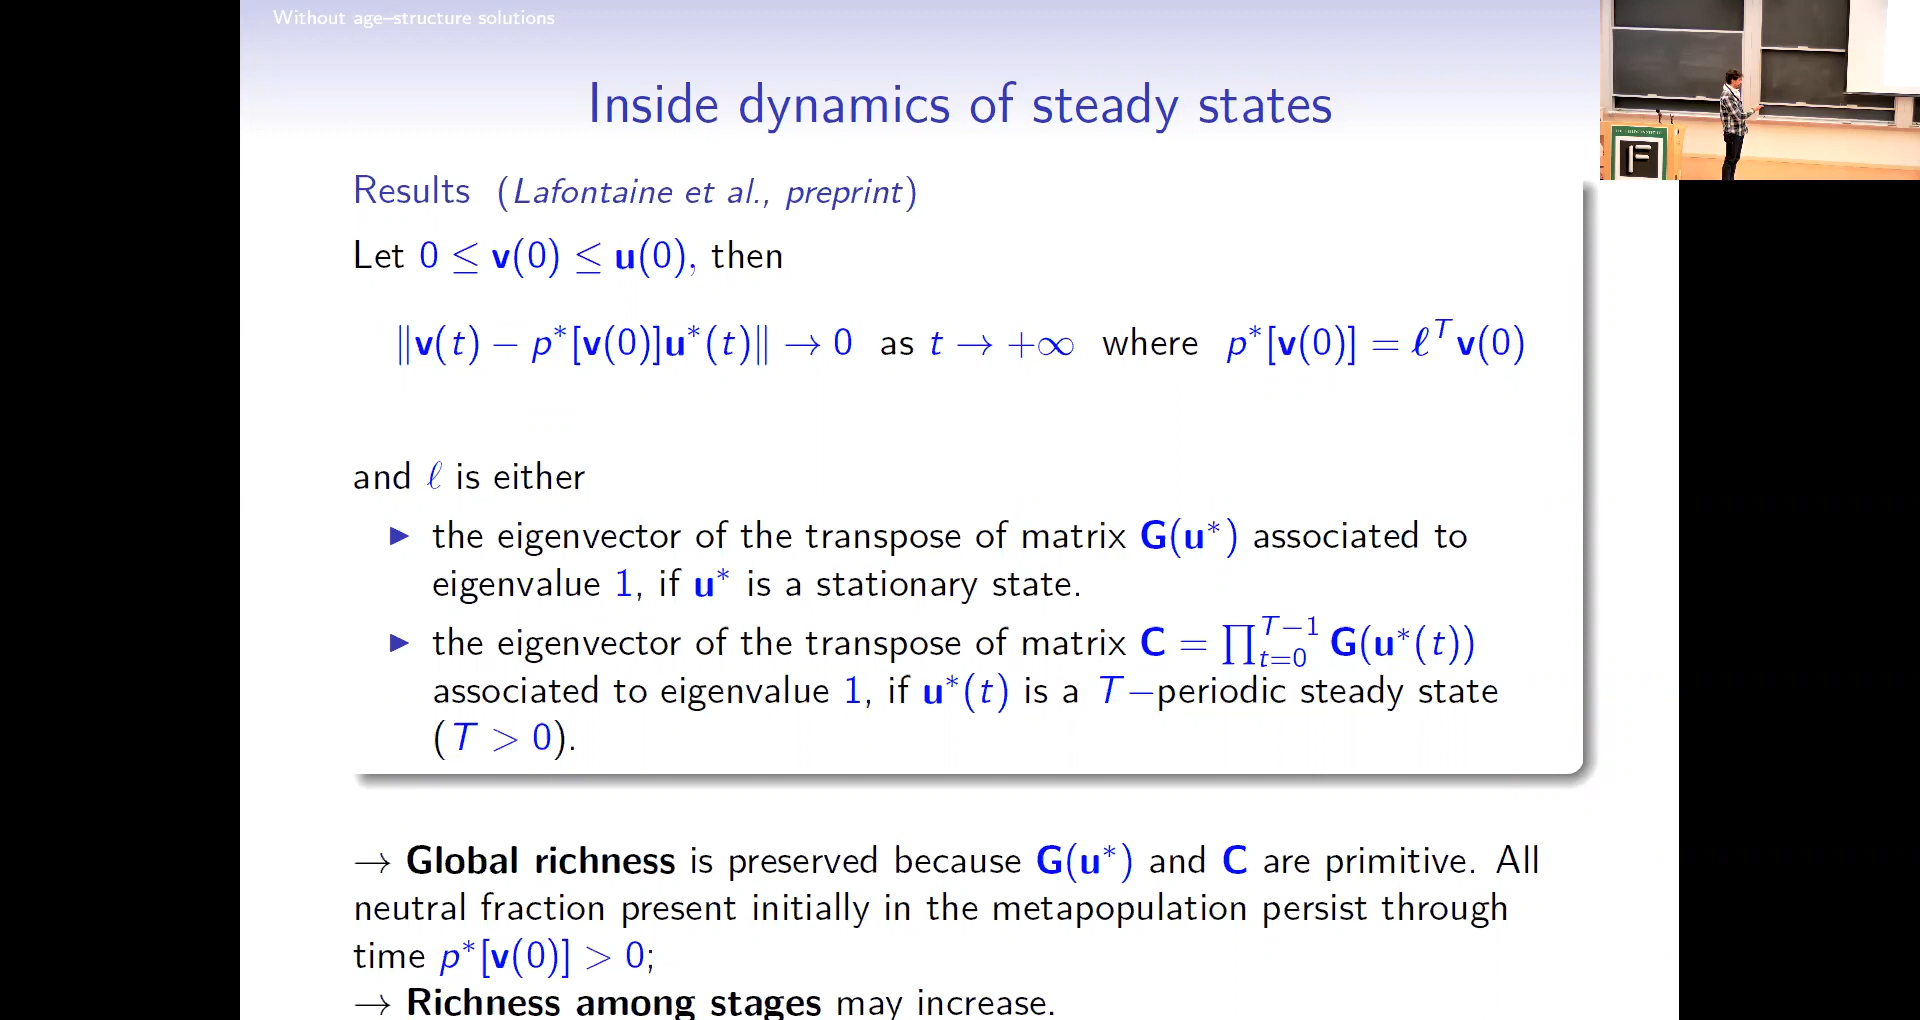 Without age–structure solutions
Inside dynamics of steady states
Results (Lafontaine et al., preprint)
Let 0 ≤ v(0) ≤ u(0), then
‖v(t) − p*[v(0)]u*(t)‖ → 0 as t → +∞ where p*[v(0)] = ℓᵀv(0)
and ℓ is either
▶ the eigenvector of the transpose of matrix G(u*) associated to
eigenvalue 1, if u* is a stationary state.
▶ the eigenvector of the transpose of matrix C = ∏_{t=0}^{T−1} G(u*(t))
associated to eigenvalue 1, if u*(t) is a T−periodic steady state
(T > 0).
→ Global richness is preserved because G(u*) and C are primitive. All
neutral fraction present initially in the metapopulation persist through
time p*[v(0)] > 0;
→ Richness among stages may increase.
F